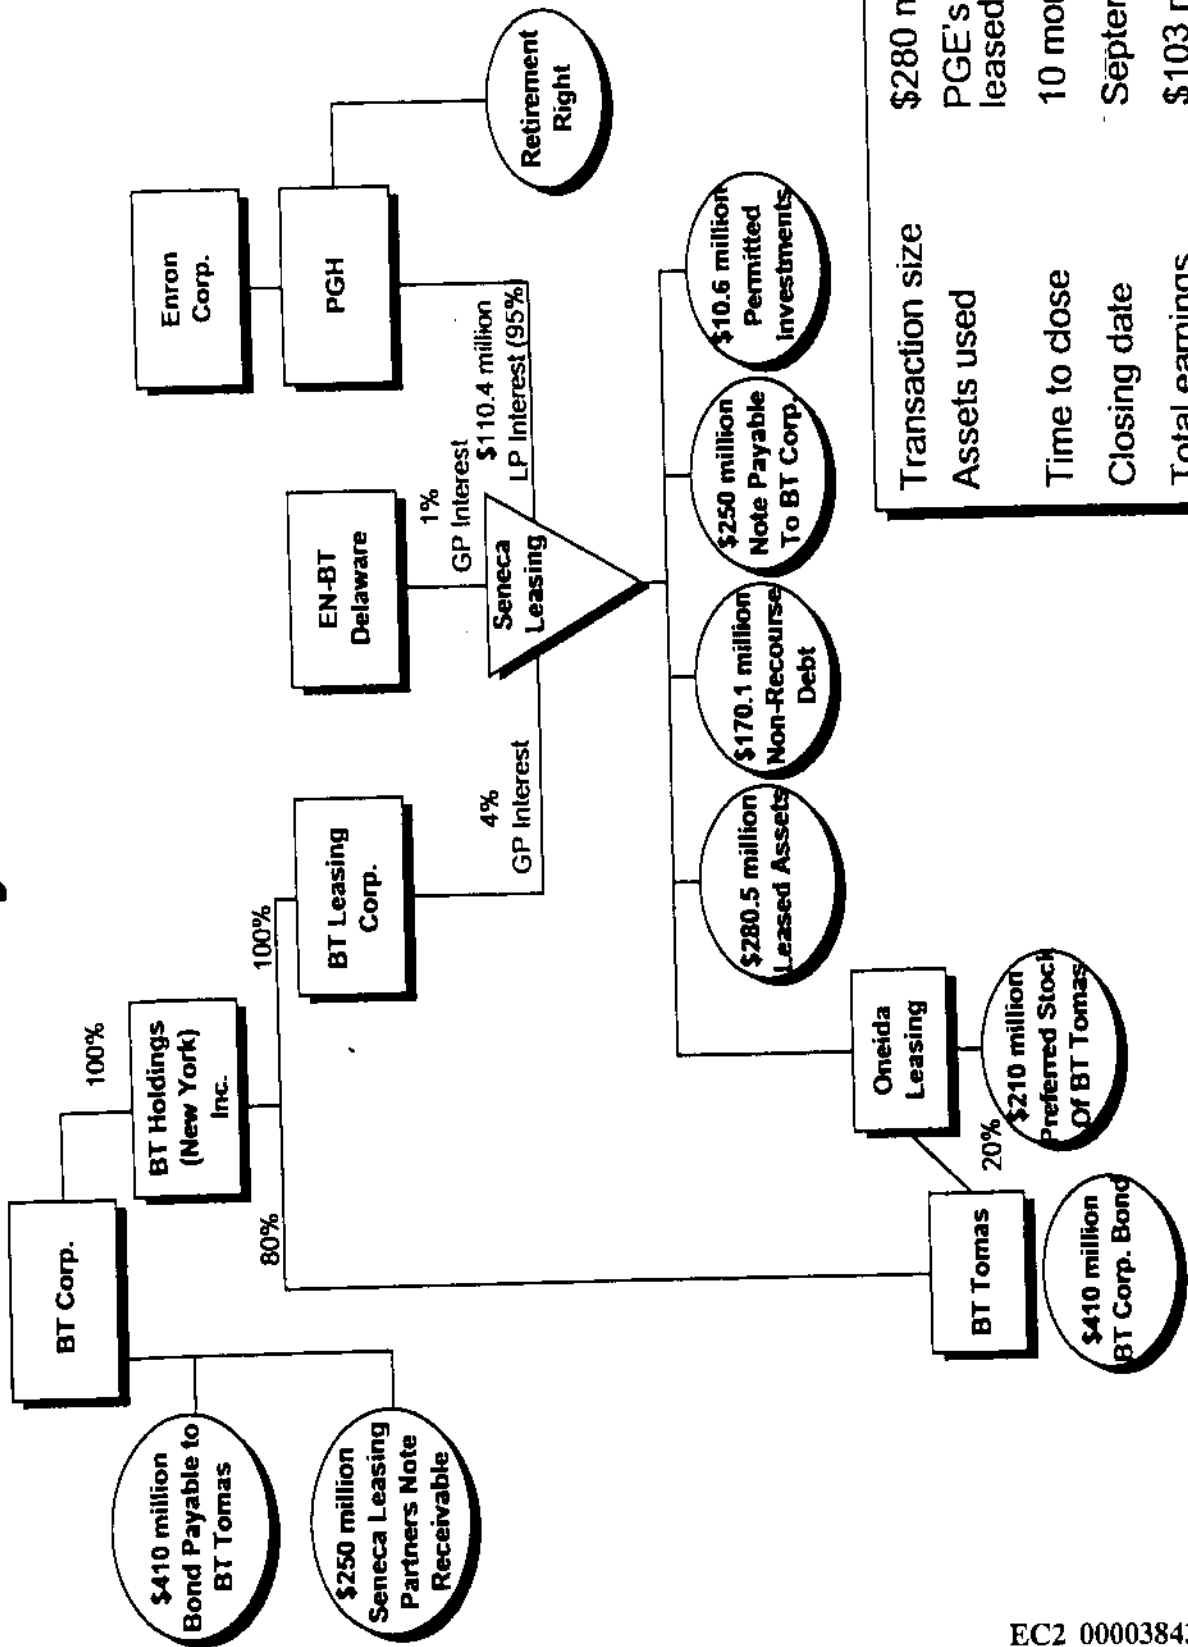 BT Corp.
$410 million
Bond Payable to
BT Tomas
$250 million
Seneca Leasing
Partners Note
Receivable
100%
BT Holdings
(New York)
Inc.
80%
100%
BT Leasing
Corp.
4%
GP Interest
EN-BT
Delaware
1%
GP Interest
Enron
Corp.
PGH
$110.4 million
LP Interest (95%)
Retirement
Right
Seneca
Leasing
Oneida
Leasing
$280.5 million
Leased Assets
$170.1 million
Non-Recourse
Debt
$250 million
Note Payable
To BT Corp.
$10.6 million
Permitted
Investments
20%
$210 million
Preferred Stock
Of BT Tomas
BT Tomas
$410 million
BT Corp. Bond
Transaction size $280 m
Assets used PGE's
leased
Time to close 10 mo
Closing date Septe
Total earnings $103
EC2 00003843